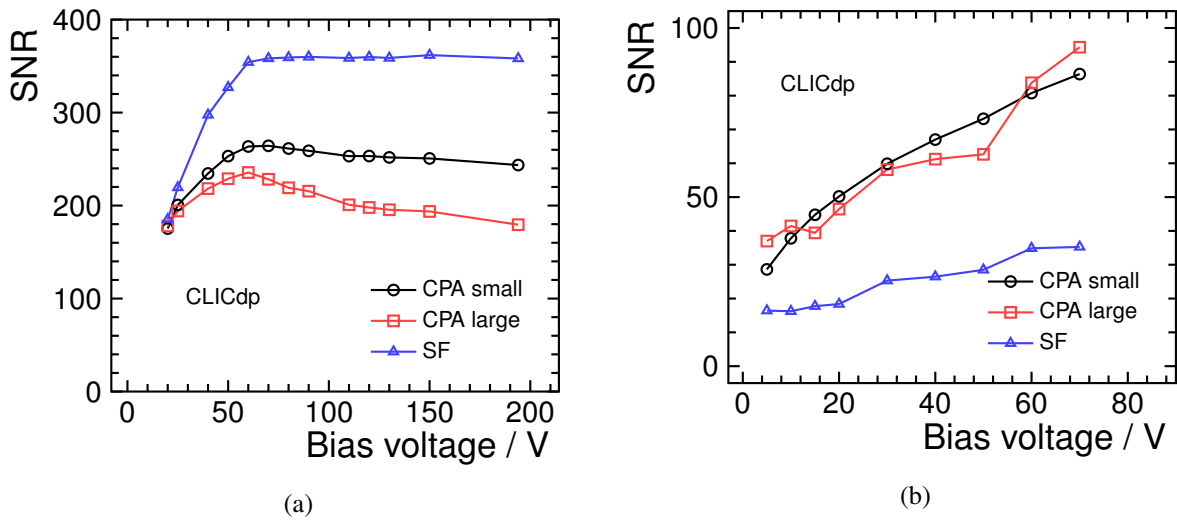 SNR
400
300
200
100
0
CLICdp
CPA small
CPA large
SF
0 50 100 150 200
Bias voltage / V
(a)
SNR
100
50
0
CLICdp
CPA small
CPA large
SF
0 20 40 60 80
Bias voltage / V
(b)